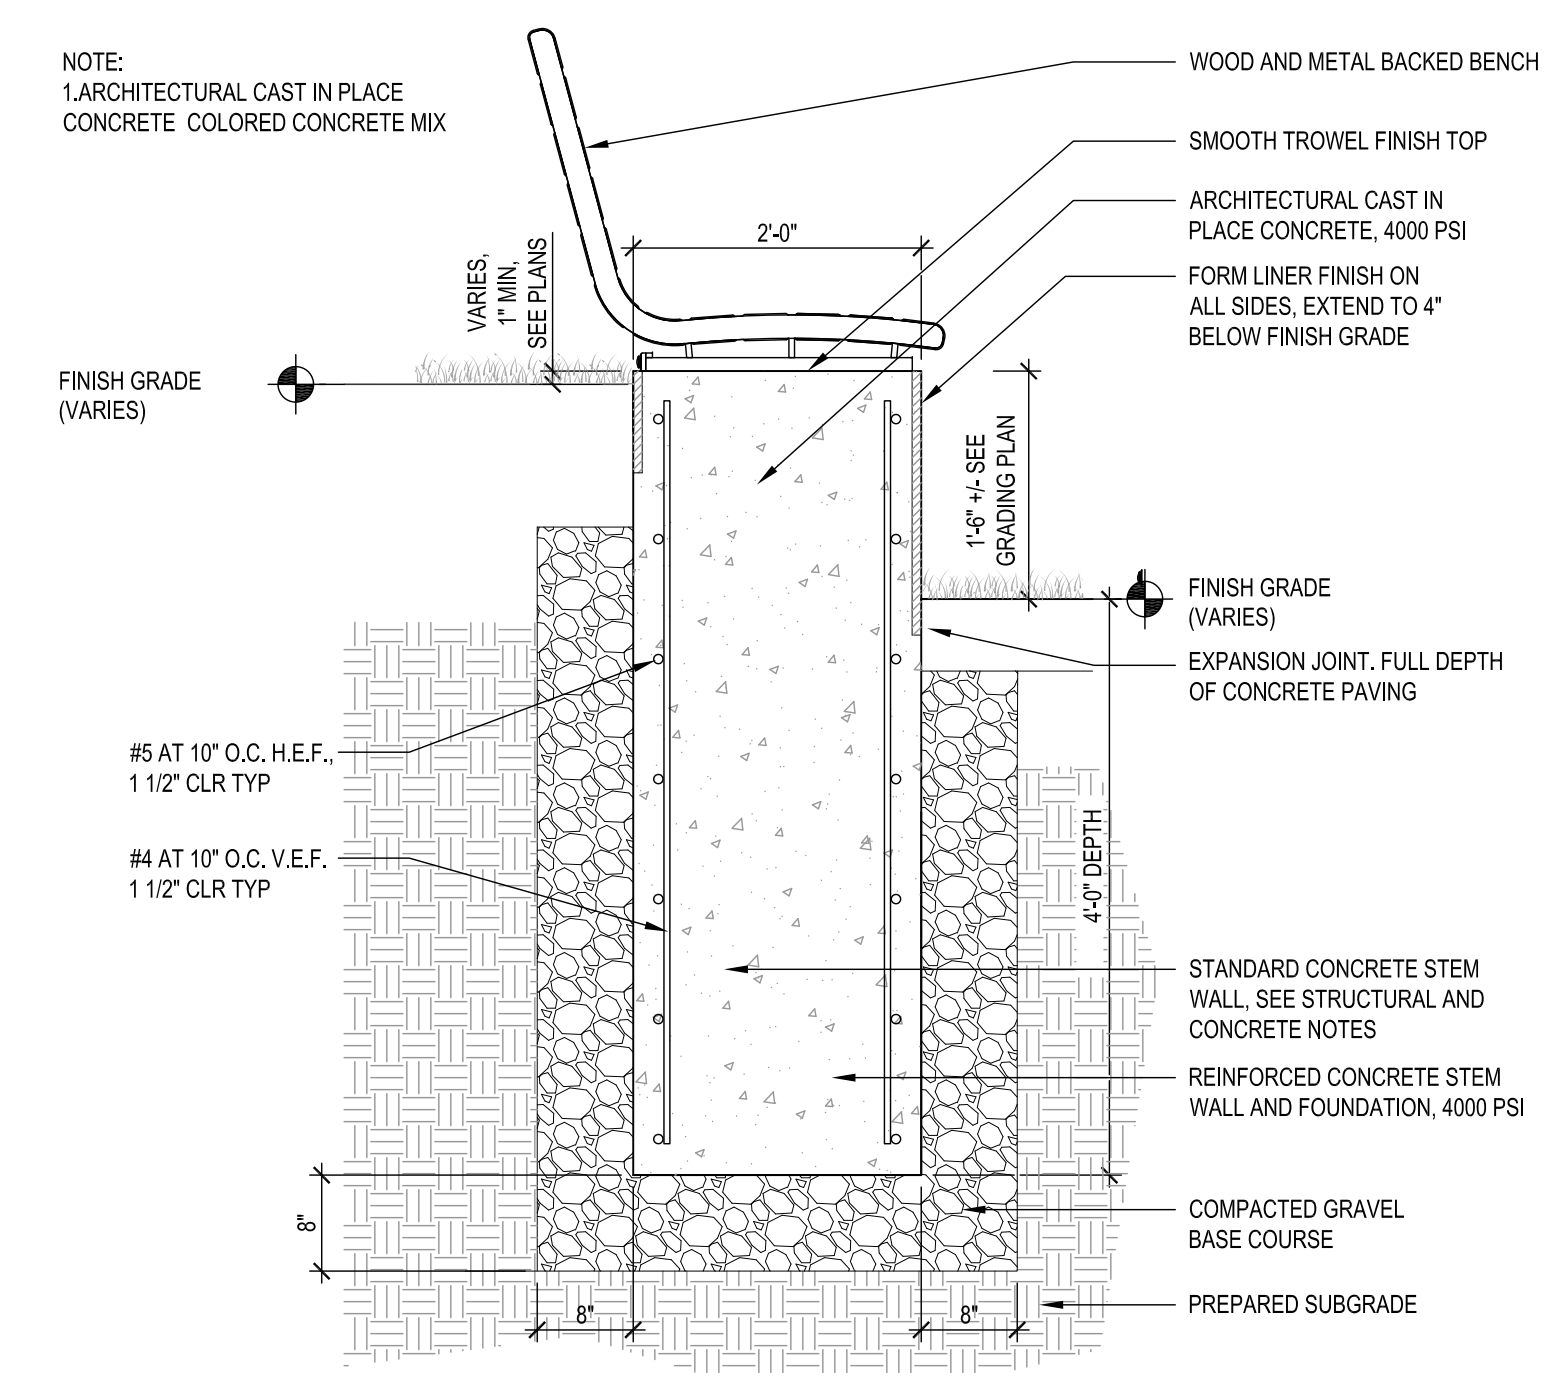 NOTE:
1.ARCHITECTURAL CAST IN PLACE
CONCRETE COLORED CONCRETE MIX
WOOD AND METAL BACKED BENCH
SMOOTH TROWEL FINISH TOP
ARCHITECTURAL CAST IN
PLACE CONCRETE, 4000 PSI
FORM LINER FINISH ON
ALL SIDES, EXTEND TO 4"
BELOW FINISH GRADE
2'-0"
VARIES,
1" MIN,
SEE PLANS
FINISH GRADE
(VARIES)
1'-6" +/- SEE
GRADING PLAN
FINISH GRADE
(VARIES)
EXPANSION JOINT. FULL DEPTH
OF CONCRETE PAVING
#5 AT 10" O.C. H.E.F.,
1 1/2" CLR TYP
#4 AT 10" O.C. V.E.F.
1 1/2" CLR TYP
4'-0" DEPTH
STANDARD CONCRETE STEM
WALL, SEE STRUCTURAL AND
CONCRETE NOTES
REINFORCED CONCRETE STEM
WALL AND FOUNDATION, 4000 PSI
8"
COMPACTED GRAVEL
BASE COURSE
8"
8"
PREPARED SUBGRADE